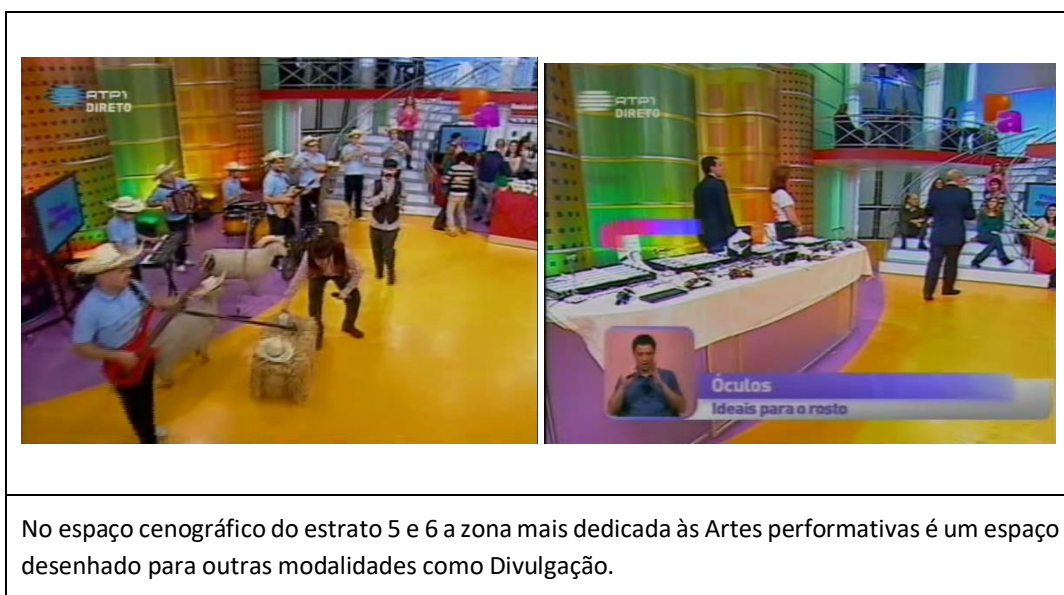 RTP1
DIRETO
RTP1
DIRETO
Óculos
Ideais para o rosto
No espaço cenográfico do estrato 5 e 6 a zona mais dedicada às Artes performativas é um espaço
desenhado para outras modalidades como Divulgação.